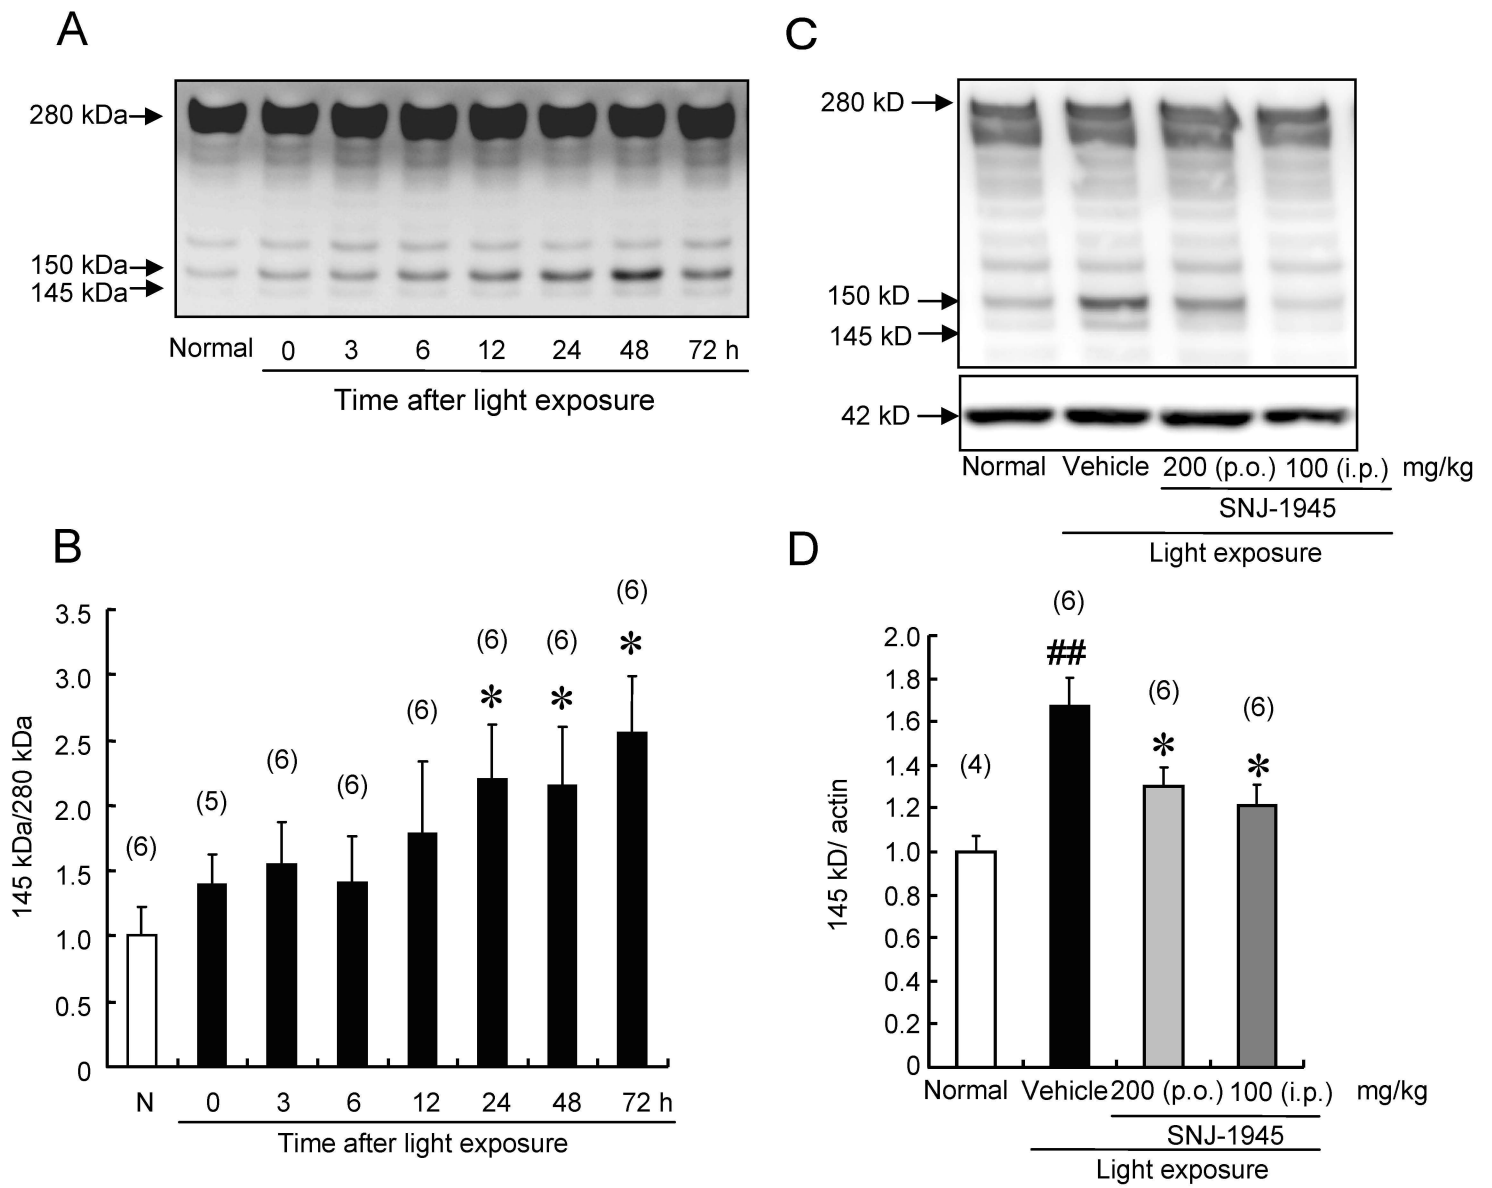 A
280 kDa
150 kDa
145 kDa
Normal 0 3 6 12 24 48 72 h
Time after light exposure
C
280 kD
150 kD
145 kD
42 kD
Normal Vehicle 200 (p.o.) 100 (i.p.) mg/kg
SNJ-1945
Light exposure
B
145 kDa/280 kDa
3.5
3.0
2.5
2.0
1.5
1.0
0.5
0
(6)
(5)
(6)
(6)
(6)
(6)
*
(6)
*
(6)
*
N 0 3 6 12 24 48 72 h
Time after light exposure
D
145 kD/ actin
2.0
1.8
1.6
1.4
1.2
1.0
0.8
0.6
0.4
0.2
0
(4)
(6)
##
(6)
*
(6)
*
Normal Vehicle 200 (p.o.) 100 (i.p.) mg/kg
SNJ-1945
Light exposure